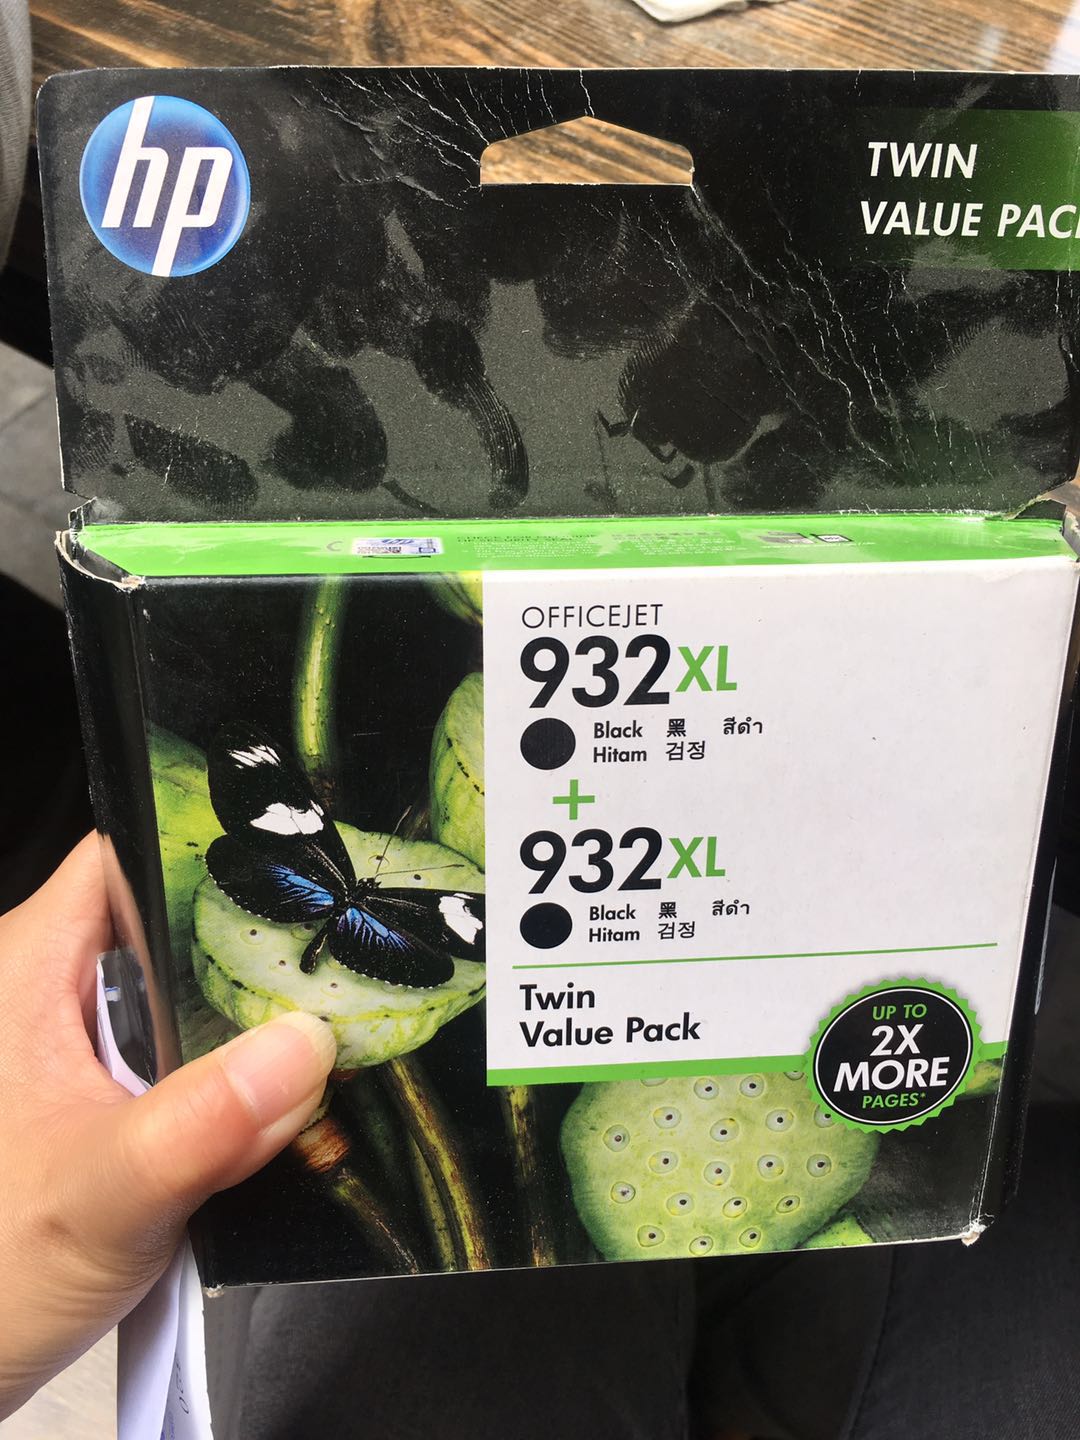 hp
TWIN
VALUE PAC
OFFICEJET
932XL
Black 黑 สีดำ
Hitam 검정
+
932XL
Black 黑 สีดำ
Hitam 검정
Twin
Value Pack
UP TO
2X
MORE
PAGES*